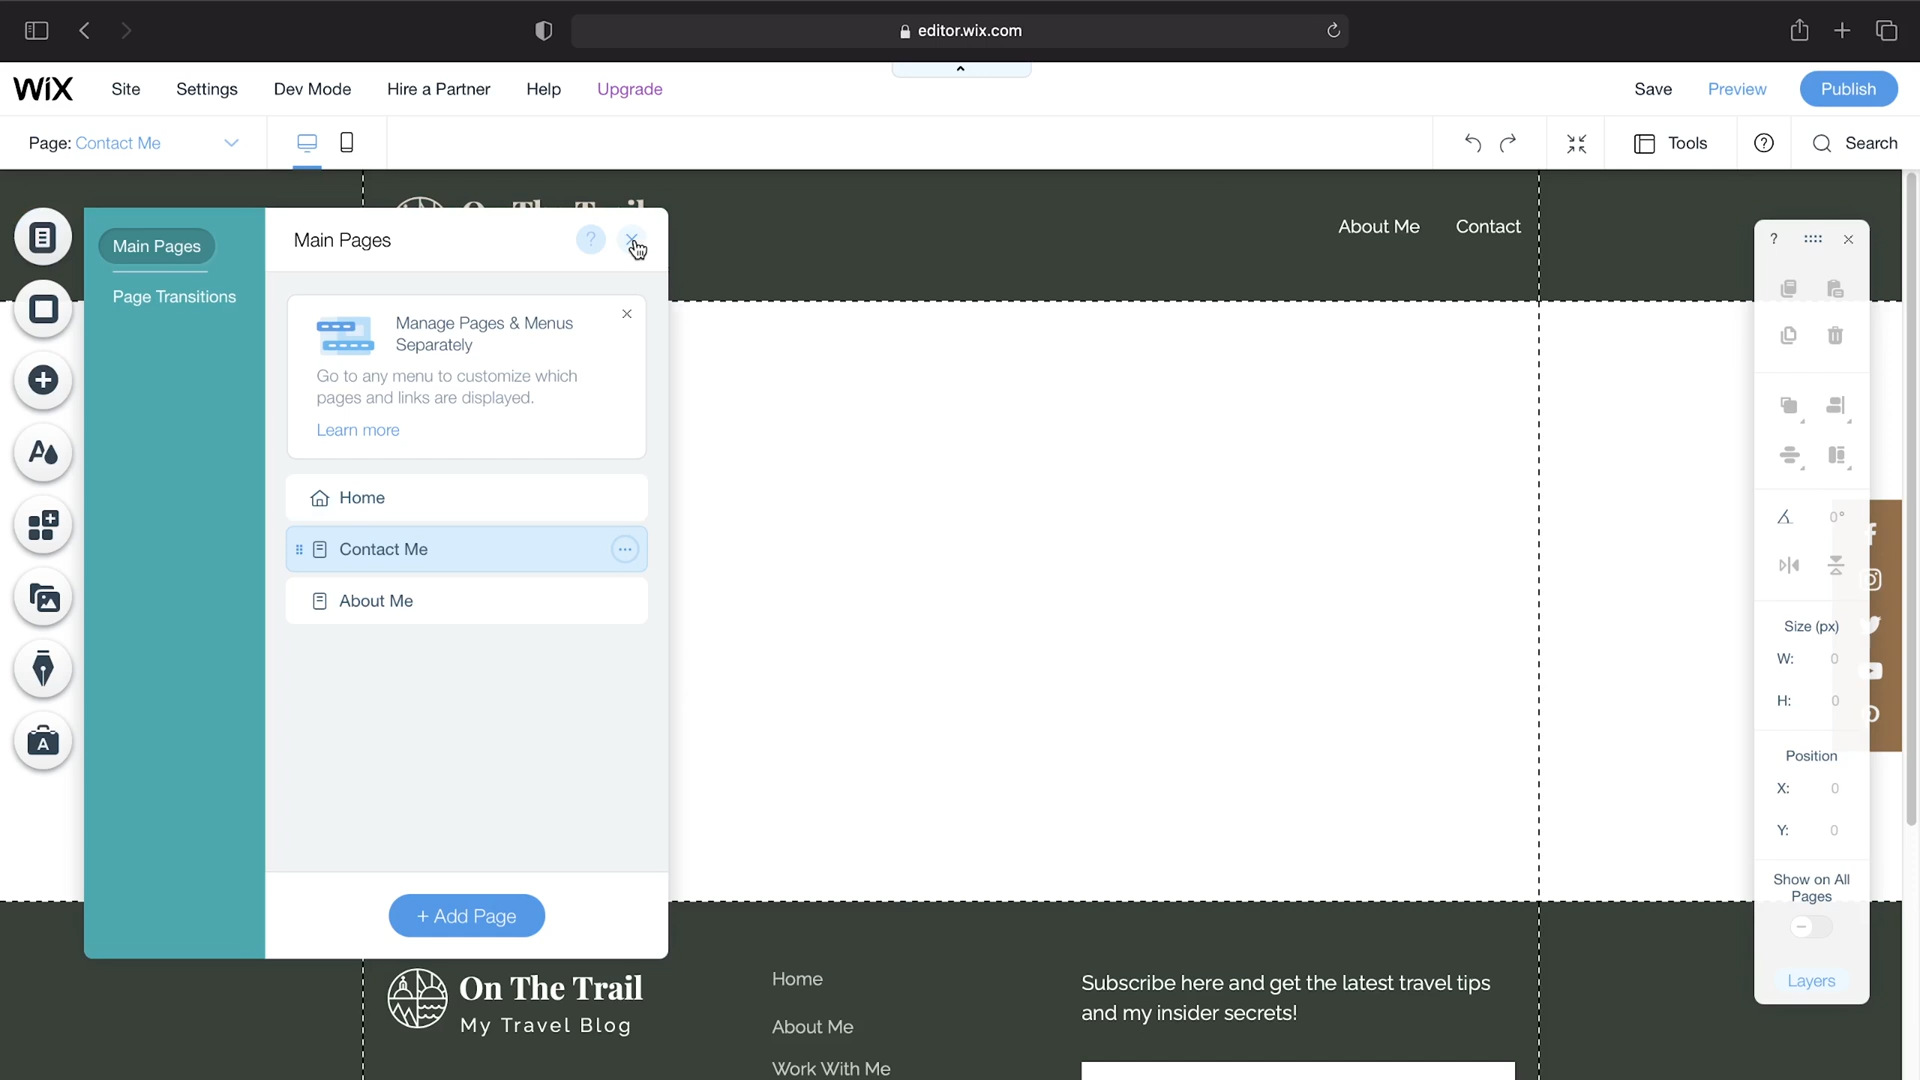 editor.wix.com
WiX
Site
Settings
Dev Mode
Hire a Partner
Help
Upgrade
Save
Preview
Publish
Page: Contact Me
Tools
Search
About Me
Contact
Main Pages
Page Transitions
Main Pages
?
Manage Pages & Menus
Separately
Go to any menu to customize which
pages and links are displayed.
Learn more
Home
Contact Me
About Me
+ Add Page
?
0°
Size (px)
W: 0
H: 0
Position
X: 0
Y: 0
Show on All
Pages
Layers
On The Trail
My Travel Blog
Home
About Me
Work With Me
Subscribe here and get the latest travel tips
and my insider secrets!